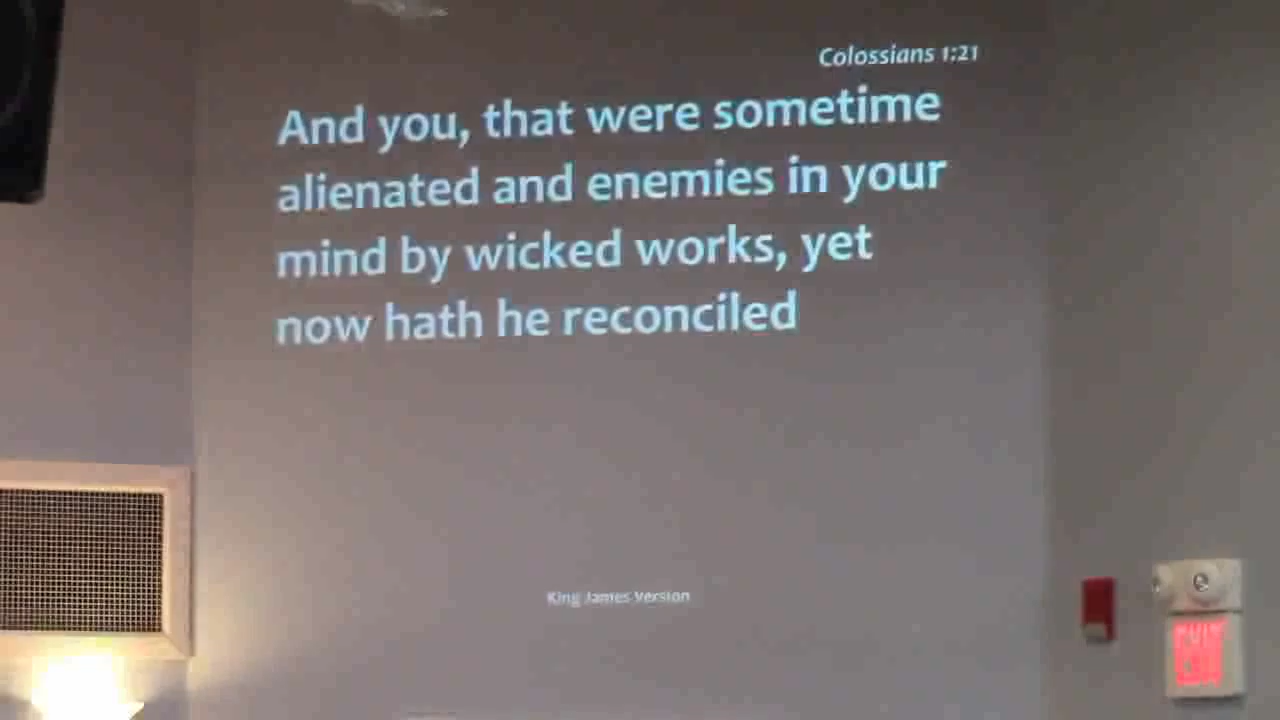 Colossians 1:21
And you, that were sometime
alienated and enemies in your
mind by wicked works, yet
now hath he reconciled
King James Version